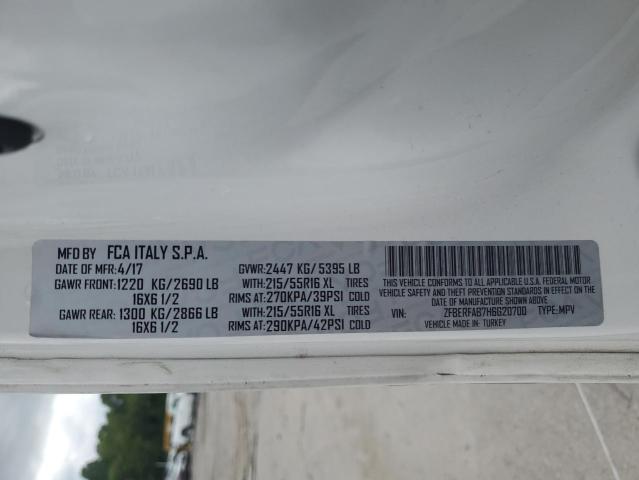 MFD BY FCA ITALY S.P.A.
DATE OF MFR:4/17 GVWR:2447 KG/5395 LB
GAWR FRONT:1220 KG/2690 LB WITH:215/55R16 XL TIRES
16X6 1/2 RIMS AT:270KPA/39PSI COLD
GAWR REAR:1300 KG/2866 LB WITH:215/55R16 XL TIRES
16X6 1/2 RIMS AT:290KPA/42PSI COLD
THIS VEHICLE CONFORMS TO ALL APPLICABLE U.S.A. FEDERAL MOTOR
VEHICLE SAFETY, BUMPER AND THEFT PREVENTION STANDARDS IN EFFECT
ON THE DATE OF MANUFACTURE SHOWN ABOVE.
VIN: ZFBERFAB7H6G20700 TYPE:MPV
MADE IN: TURKEY